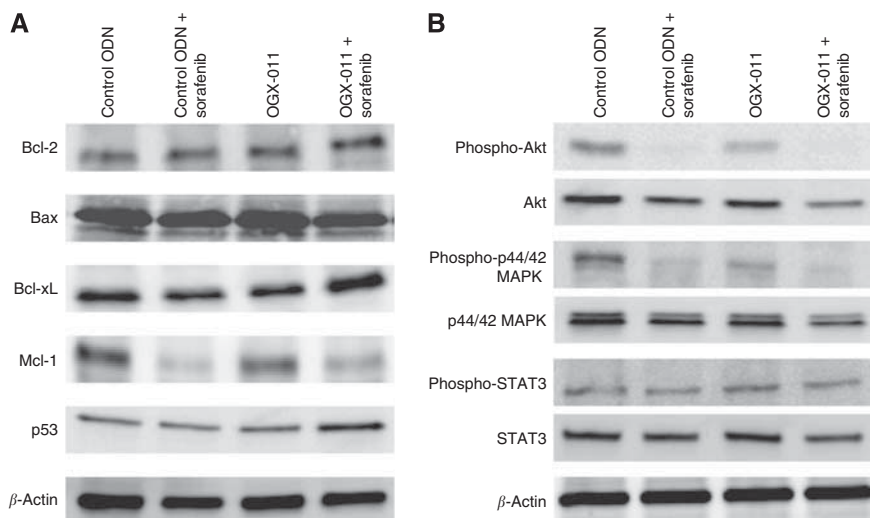 A
Control ODN
Control ODN +
sorafenib
OGX-011
OGX-011 +
sorafenib
Bcl-2
Bax
Bcl-xL
Mcl-1
p53
β-Actin
B
Control ODN
Control ODN +
sorafenib
OGX-011
OGX-011 +
sorafenib
Phospho-Akt
Akt
Phospho-p44/42
MAPK
p44/42 MAPK
Phospho-STAT3
STAT3
β-Actin